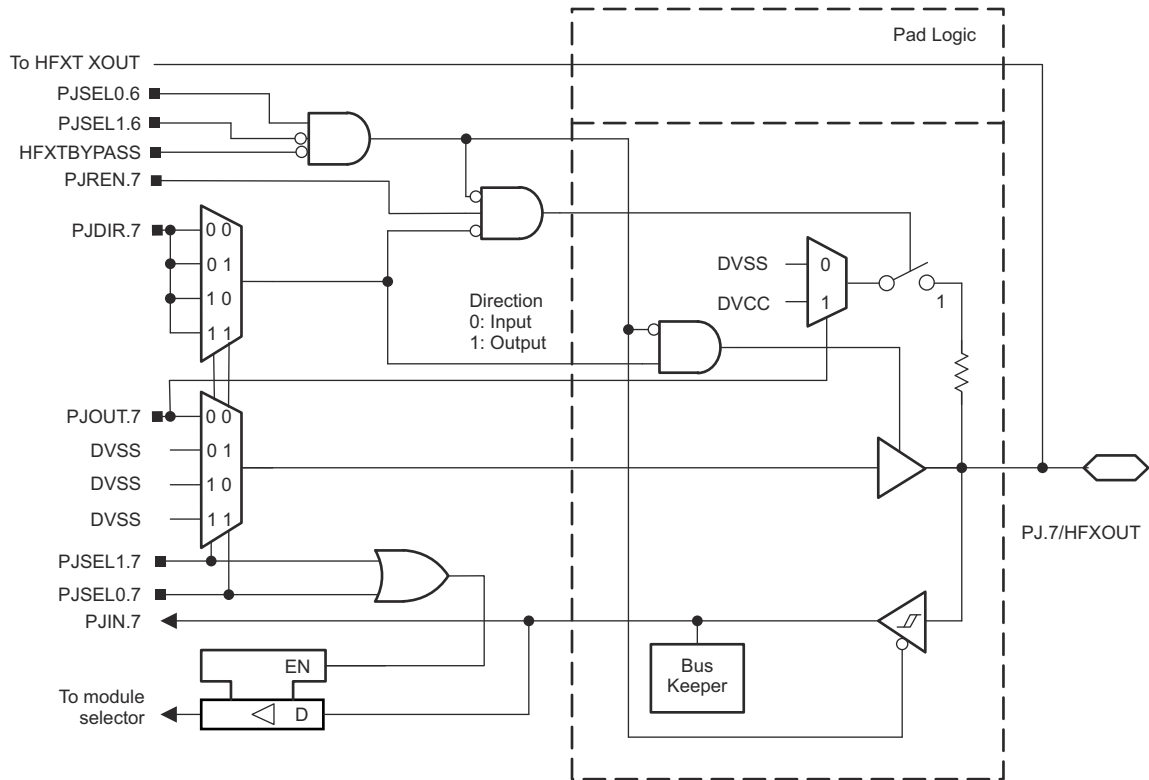 Pad Logic
To HFXT XOUT
PJSEL0.6
PJSEL1.6
HFXTBYPASS
PJREN.7
PJDIR.7
0 0
0 1
1 0
1 1
Direction
0: Input
1: Output
DVSS
0
DVCC
1
1
PJOUT.7
0 0
DVSS
0 1
DVSS
1 0
DVSS
1 1
PJ.7/HFXOUT
PJSEL1.7
PJSEL0.7
PJIN.7
EN
D
To module
selector
Bus
Keeper